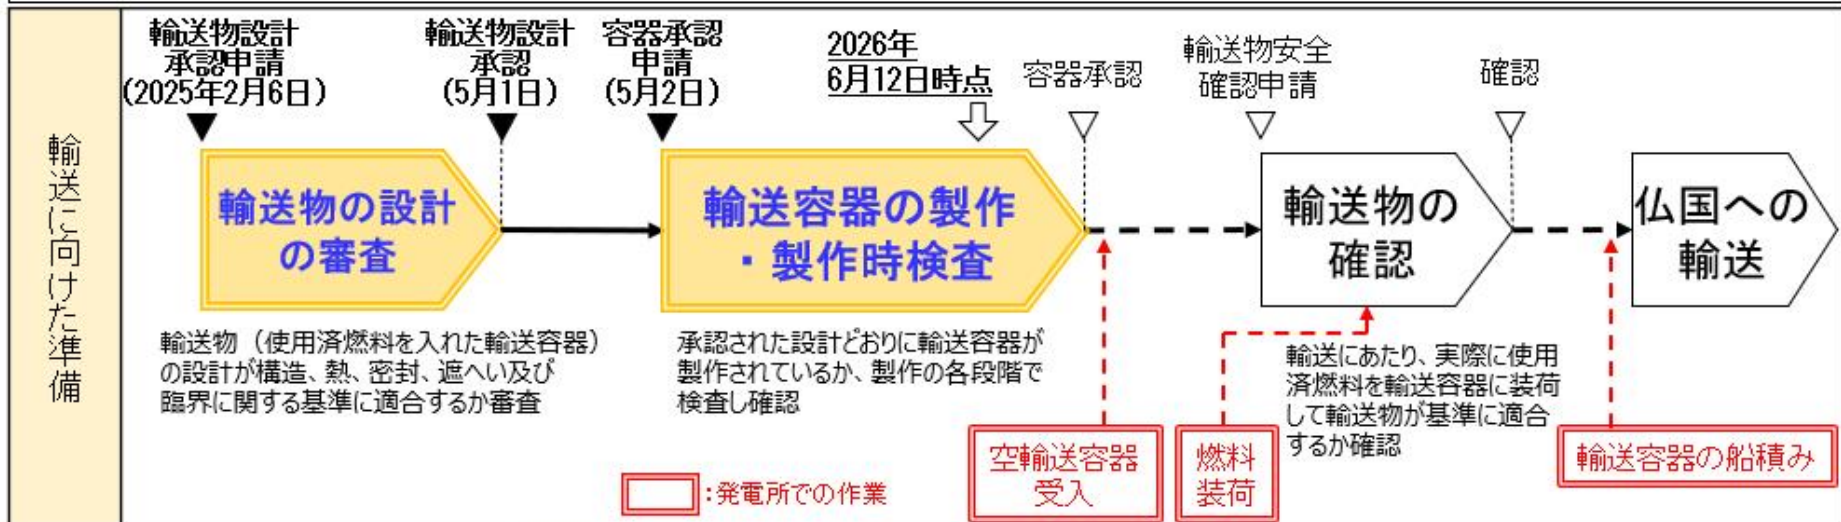 輸送に向けた準備
輸送物設計
承認申請
(2025年2月6日)
輸送物設計
承認
(5月1日)
容器承認
申請
(5月2日)
2026年
6月12日時点
容器承認
輸送物安全
確認申請
確認
輸送物の設計
の審査
輸送容器の製作
・製作時検査
輸送物の
確認
仏国への
輸送
輸送物（使用済燃料を入れた輸送容器）
の設計が構造、熱、密封、遮へい及び
臨界に関する基準に適合するか審査
承認された設計どおりに輸送容器が
製作されているか、製作の各段階で
検査し確認
輸送にあたり、実際に使用
済燃料を輸送容器に装荷
して輸送物が基準に適合
するか確認
空輸送容器
受入
燃料
装荷
輸送容器の船積み
：発電所での作業